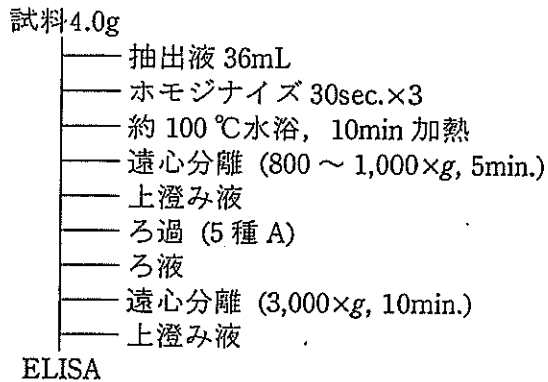 試料4.0g
抽出液 36mL
ホモジナイズ 30sec.×3
約 100 ℃水浴，10min 加熱
遠心分離 (800 ～ 1,000×g, 5min.)
上澄み液
ろ過 (5 種 A)
ろ液
遠心分離 (3,000×g, 10min.)
上澄み液
ELISA